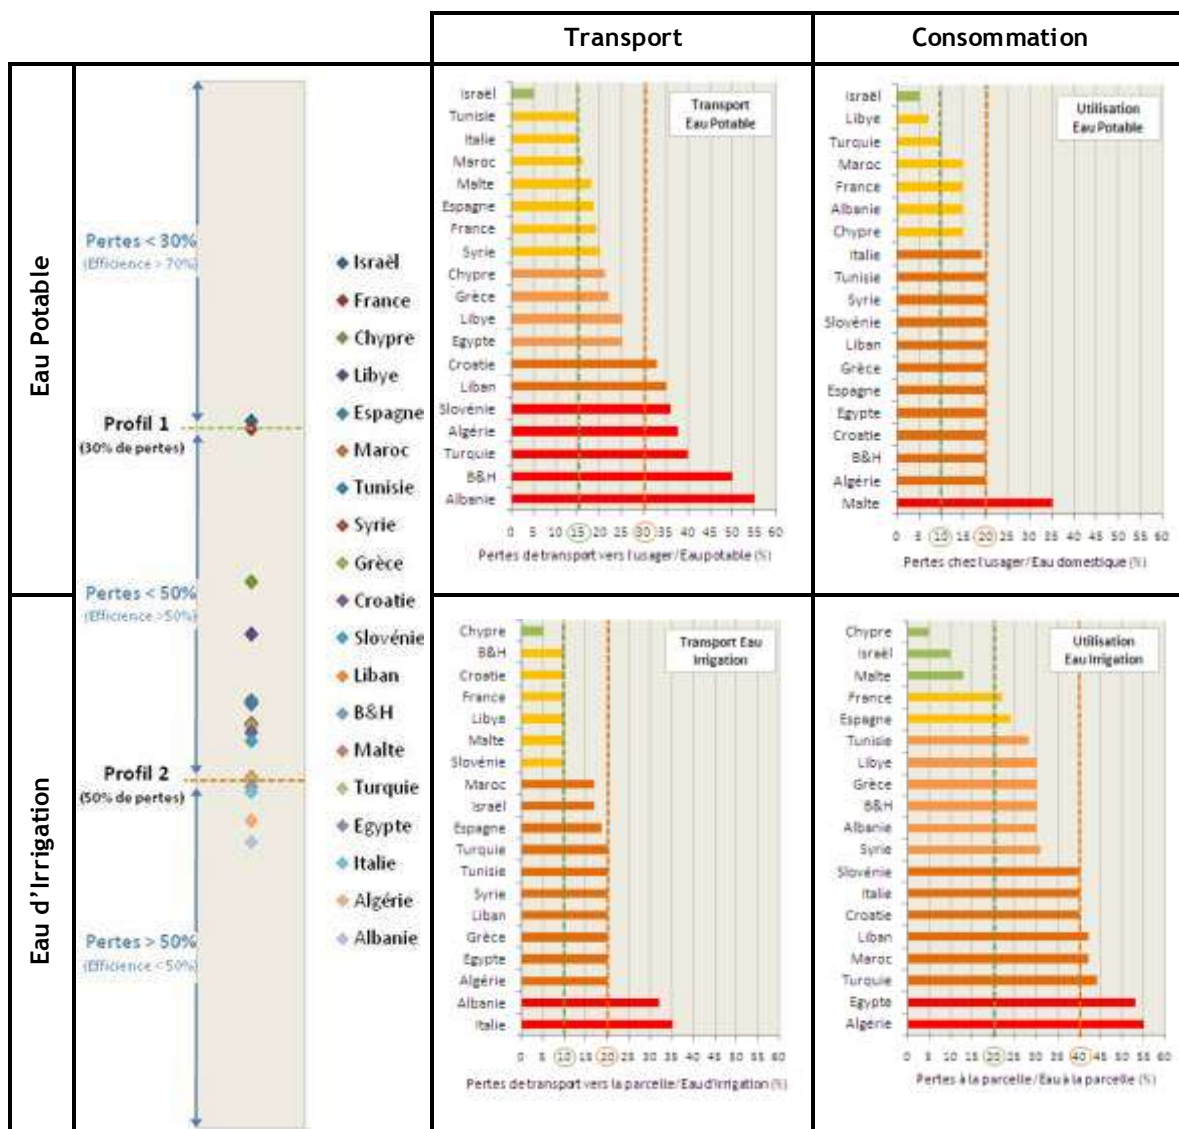 Transport
Consommation
Eau Potable
Eau d'Irrigation
Pertes < 30%
(Efficience > 70%)
Profil 1
(30% de pertes)
Pertes < 50%
(Efficience >50%)
Profil 2
(50% de pertes)
Pertes > 50%
(Efficience <50%)
Israël
France
Chypre
Libye
Espagne
Maroc
Tunisie
Syrie
Grèce
Croatie
Slovénie
Liban
B&H
Malte
Turquie
Egypte
Italie
Algérie
Albanie
Transport
Eau Potable
Israël
Tunisie
Italie
Maroc
Malte
Espagne
France
Syrie
Chypre
Grèce
Libye
Egypte
Croatie
Liban
Slovénie
Algérie
Turquie
B&H
Albanie
0 5 10 15 20 25 30 35 40 45 50 55 60
Pertes de transport vers l'usager/Eau potable (%)
Utilisation
Eau Potable
Israël
Libye
Turquie
Maroc
France
Albanie
Chypre
Italie
Tunisie
Syrie
Slovénie
Liban
Grèce
Espagne
Egypte
Croatie
B&H
Algérie
Malte
0 5 10 15 20 25 30 35 40 45 50 55 60
Pertes chez l'usager/Eau domestique (%)
Transport Eau
Irrigation
Chypre
B&H
Croatie
France
Libye
Malte
Slovénie
Maroc
Israël
Espagne
Turquie
Tunisie
Syrie
Liban
Grèce
Egypte
Algérie
Albanie
Italie
0 5 10 15 20 25 30 35 40 45 50 55 60
Pertes de transport vers la parcelle/Eau d'irrigation (%)
Utilisation
Eau Irrigation
Chypre
Israël
Malte
France
Espagne
Tunisie
Libye
Grèce
B&H
Albanie
Syrie
Slovénie
Italie
Croatie
Liban
Maroc
Turquie
Egypte
Algérie
0 5 10 15 20 25 30 35 40 45 50 55 60
Pertes à la parcelle/Eau à la parcelle (%)